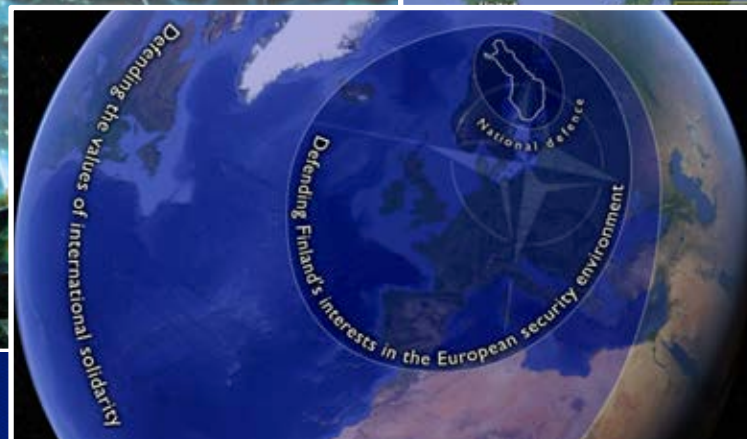 Defending the values of international solidarity
Defending Finland's interests in the European security environment
National defence